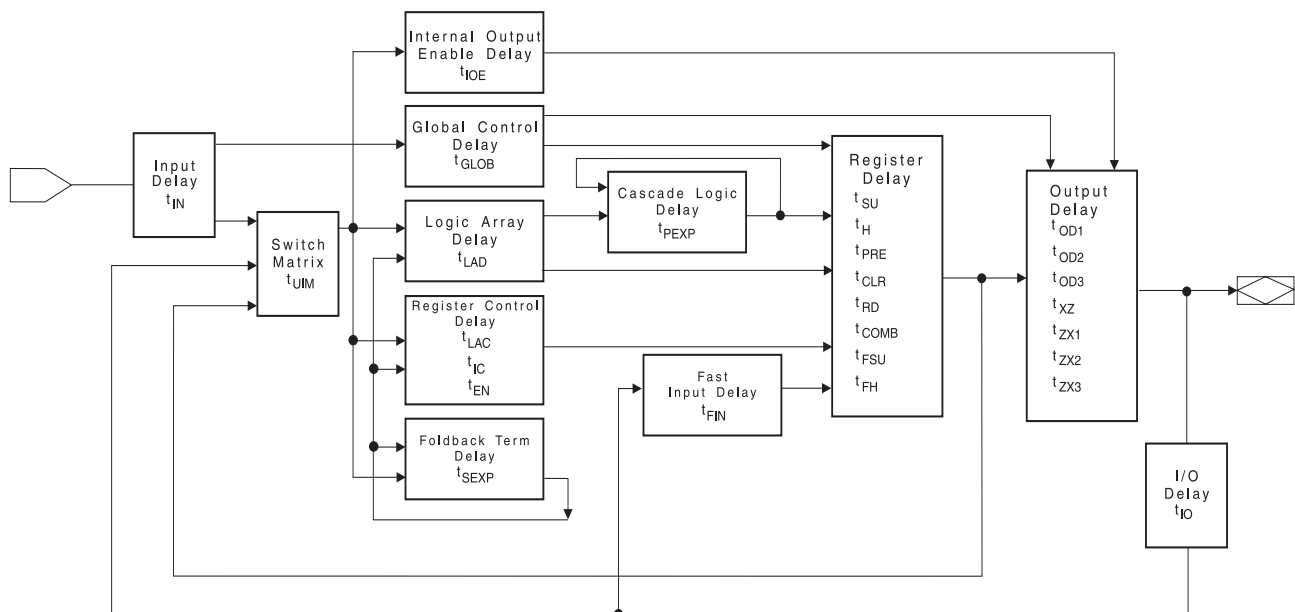 Internal Output
Enable Delay
tIOE
Global Control
Delay
tGLOB
Input
Delay
tIN
Switch
Matrix
tUIM
Logic Array
Delay
tLAD
Cascade Logic
Delay
tPEXP
Register Control
Delay
tLAC
tIC
tEN
Fast
Input Delay
tFIN
Foldback Term
Delay
tSEXP
Register
Delay
tSU
tH
tPRE
tCLR
tRD
tCOMB
tFSU
tFH
Output
Delay
tOD1
tOD2
tOD3
tXZ
tZX1
tZX2
tZX3
I/O
Delay
tIO